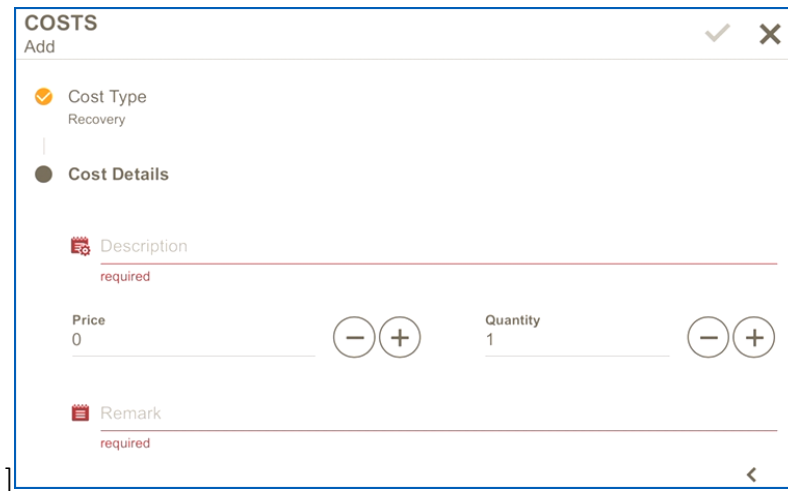 COSTS
Add
Cost Type
Recovery
Cost Details
Description
required
Price
0
Quantity
1
Remark
required
]